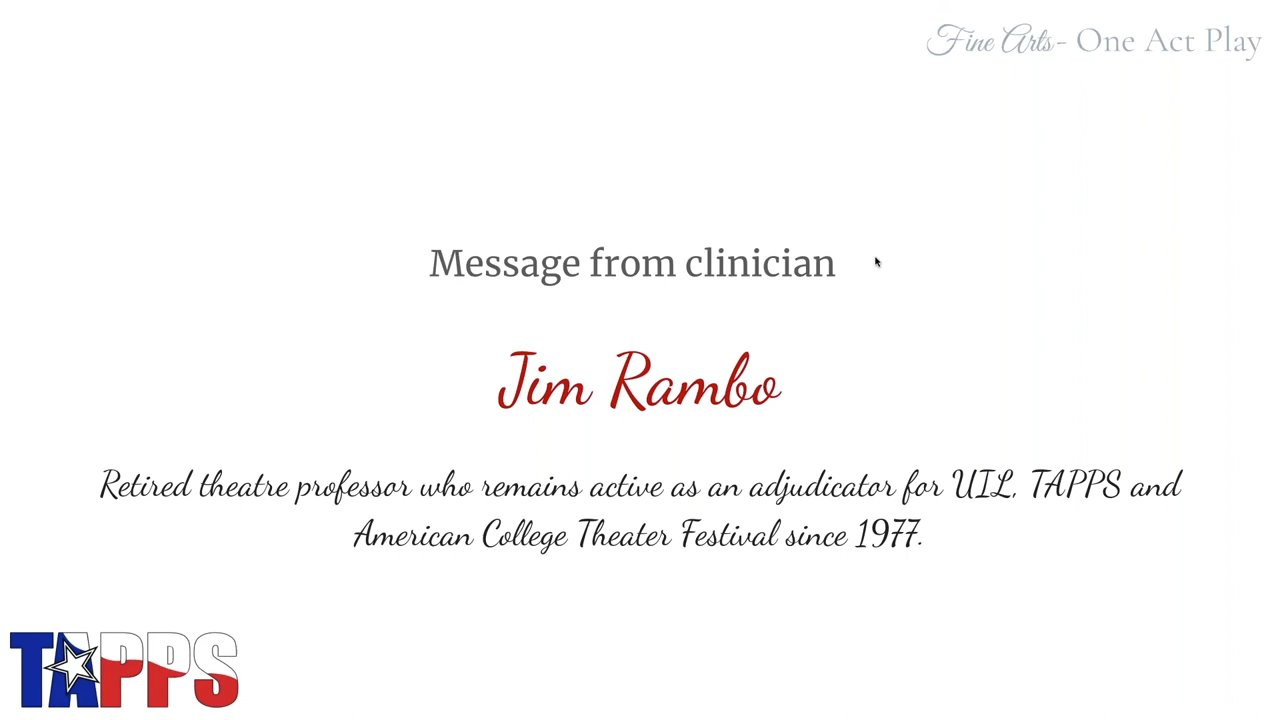 Fine Arts- One Act Play
Message from clinician
Jim Rambo
Retired theatre professor who remains active as an adjudicator for UIL, TAPPS and
American College Theater Festival since 1977.
TAPPS